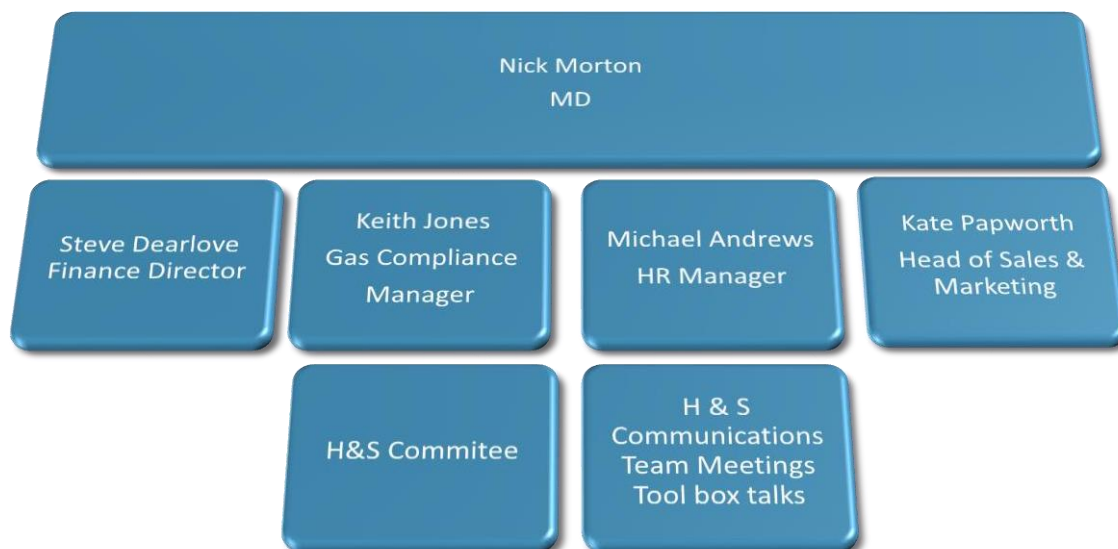 Nick Morton
MD
Steve Dearlove
Finance Director
Keith Jones
Gas Compliance
Manager
Michael Andrews
HR Manager
Kate Papworth
Head of Sales &
Marketing
H&S Commitee
H & S
Communications
Team Meetings
Tool box talks